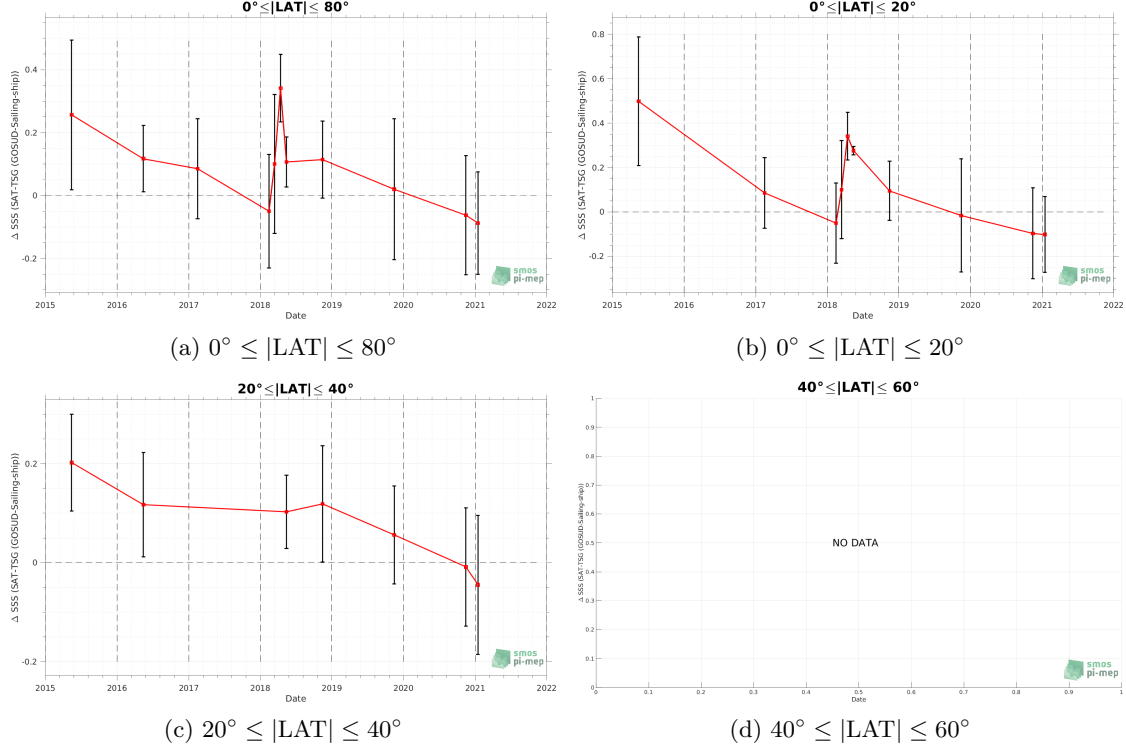 0°≤|LAT|≤ 80°
Δ SSS (SAT-TSG (GOSUD-Sailing-ship))
0.4
0.2
0
-0.2
2015 2016 2017 2018 2019 2020 2021 2022
Date
smos
pi-mep
(a) 0° ≤ |LAT| ≤ 80°
0°≤|LAT|≤ 20°
Δ SSS (SAT-TSG (GOSUD-Sailing-ship))
0.8
0.6
0.4
0.2
0
-0.2
2015 2016 2017 2018 2019 2020 2021 2022
Date
smos
pi-mep
(b) 0° ≤ |LAT| ≤ 20°
20°≤|LAT|≤ 40°
Δ SSS (SAT-TSG (GOSUD-Sailing-ship))
0.2
0
-0.2
2015 2016 2017 2018 2019 2020 2021 2022
Date
smos
pi-mep
(c) 20° ≤ |LAT| ≤ 40°
40°≤|LAT|≤ 60°
Δ SSS (SAT-TSG (GOSUD-Sailing-ship))
1
0.9
0.8
0.7
0.6
0.5
0.4
0.3
0.2
0.1
0
NO DATA
0 0.1 0.2 0.3 0.4 0.5 0.6 0.7 0.8 0.9 1
Date
smos
pi-mep
(d) 40° ≤ |LAT| ≤ 60°